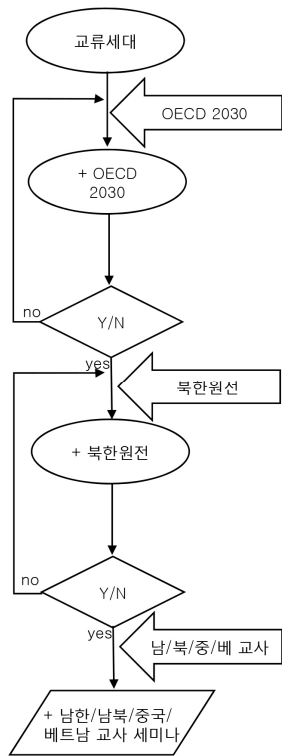 교류세대
OECD 2030
+ OECD
2030
no
Y/N
yes
북한원선
+ 북한원전
no
Y/N
yes
남/북/중/베 교사
+ 남한/남북/중국/
베트남 교사 세미나